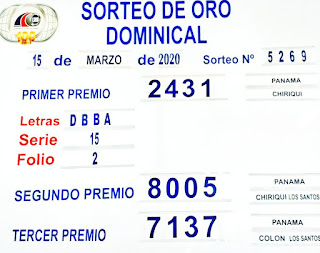 SORTEO DE ORO
DOMINICAL
15 de MARZO de 2020 Sorteo Nº 5269
PRIMER PREMIO 2431 PANAMA
CHIRIQUI
Letras DBBA
Serie 15
Folio 2
SEGUNDO PREMIO 8005 PANAMA
CHIRIQUI LOS SANTOS
TERCER PREMIO 7137 PANAMA
COLON LOS SANTOS